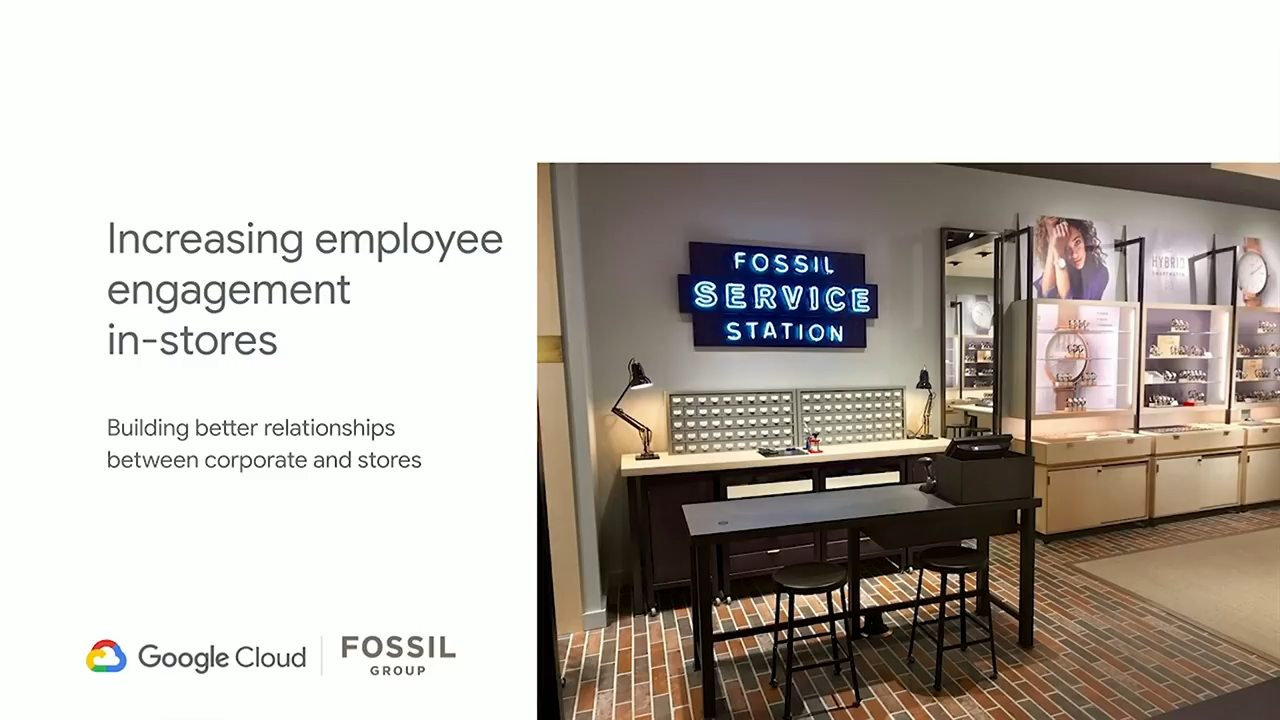 Increasing employee
engagement
in-stores
Building better relationships
between corporate and stores
Google Cloud
FOSSIL
GROUP
FOSSIL
SERVICE
STATION
HYBRID
SMARTWATCH